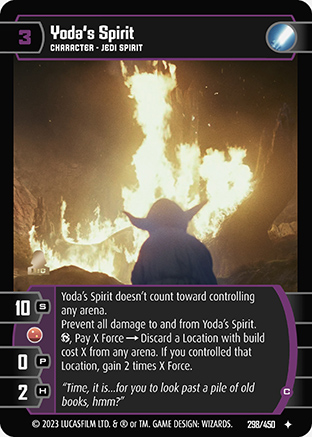 3
Yoda's Spirit
CHARACTER - JEDI SPIRIT
10 S
0 P
2 H
Yoda's Spirit doesn't count toward controlling
any arena.
Prevent all damage to and from Yoda's Spirit.
, Pay X Force → Discard a Location with build
cost X from any arena. If you controlled that
Location, gain 2 times X Force.
"Time, it is...for you to look past a pile of old
books, hmm?"
C
© 2023 LUCASFILM LTD. & ® or TM. GAME DESIGN: WIZARDS. 298/450